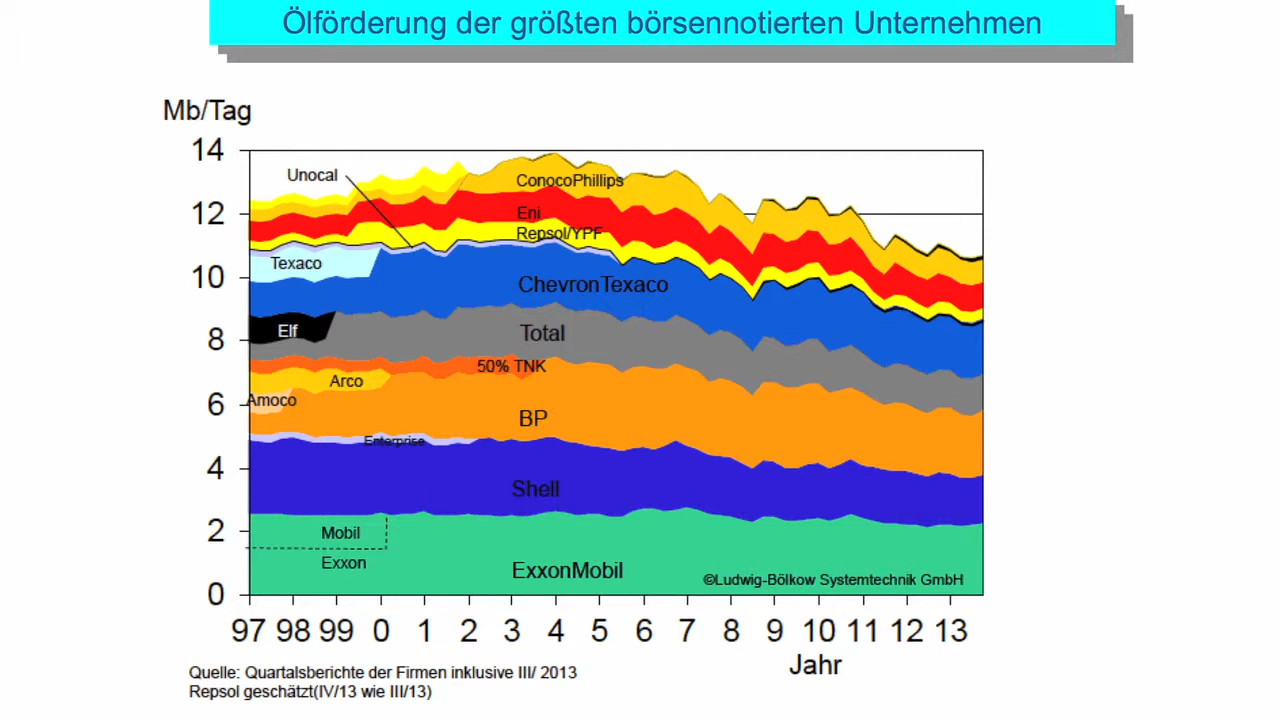 Ölförderung der größten börsennotierten Unternehmen
Mb/Tag
14
12
10
8
6
4
2
0
Unocal
ConocoPhillips
Eni
Repsol/YPF
Texaco
ChevronTexaco
Elf
Total
50% TNK
Arco
Amoco
BP
Enterprise
Shell
Mobil
Exxon
ExxonMobil
©Ludwig-Bölkow Systemtechnik GmbH
97 98 99 0 1 2 3 4 5 6 7 8 9 10 11 12 13
Jahr
Quelle: Quartalsberichte der Firmen inklusive III/ 2013
Repsol geschätzt(IV/13 wie III/13)